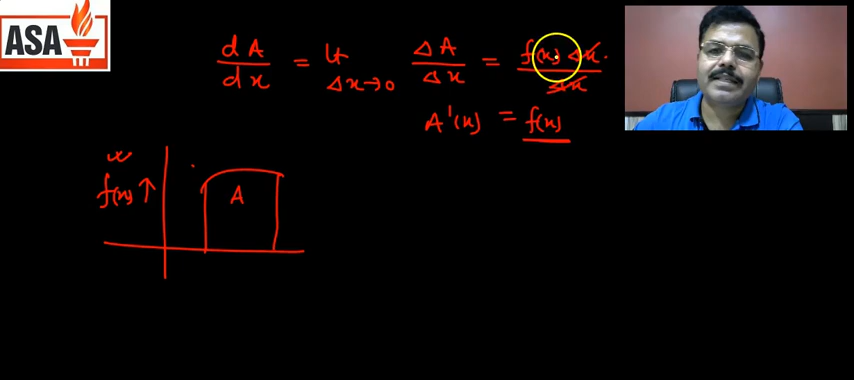 ASA
dA/dx = lt Δx→0 ΔA/Δx = f(x) Δx/Δx
A'(x) = f(x)
f(x) ↑
A